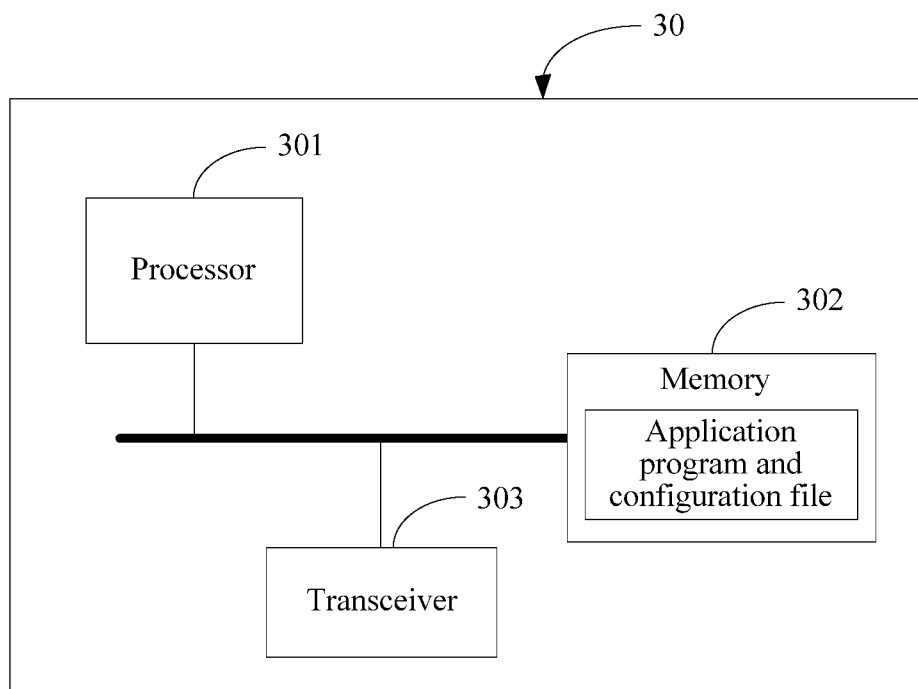 30
301
Processor
302
Memory
Application
program and
configuration file
303
Transceiver